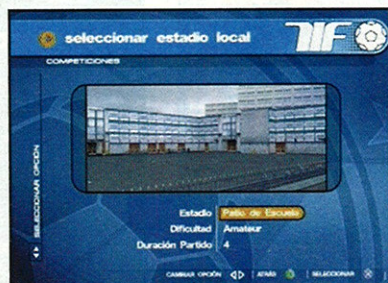 seleccionar estadio local
TIF
COMPETICIONES
SELECCIONAR OPCIÓN
Estadio Patio de Escuela
Dificultad Amateur
Duración Partido 4
CAMBIAR OPCIÓN ATRÁS SELECCIONAR